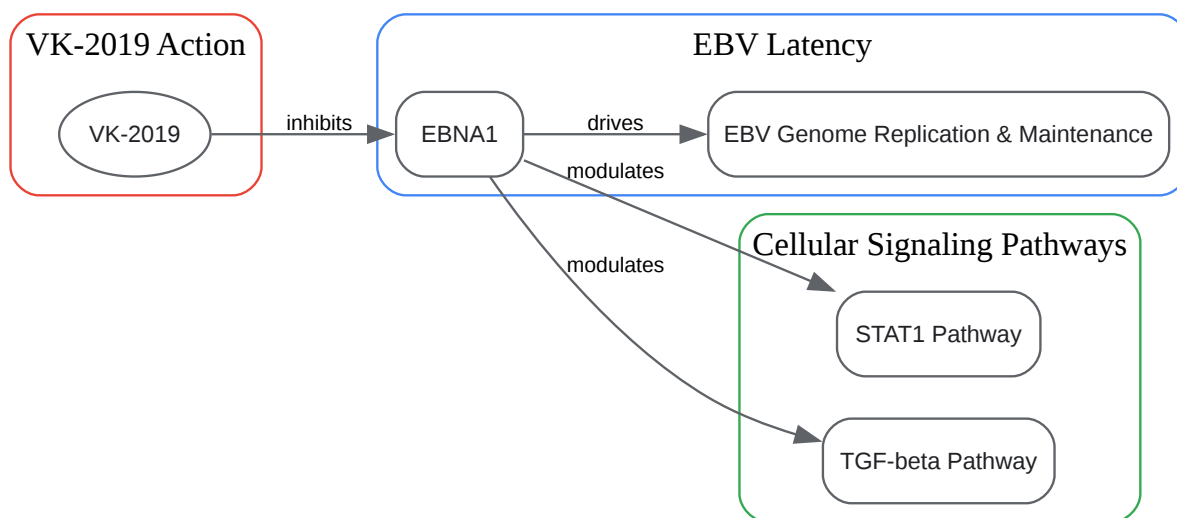 VK-2019 Action
EBV Latency
VK-2019
inhibits
EBNA1
drives
EBV Genome Replication & Maintenance
modulates
modulates
Cellular Signaling Pathways
STAT1 Pathway
TGF-beta Pathway